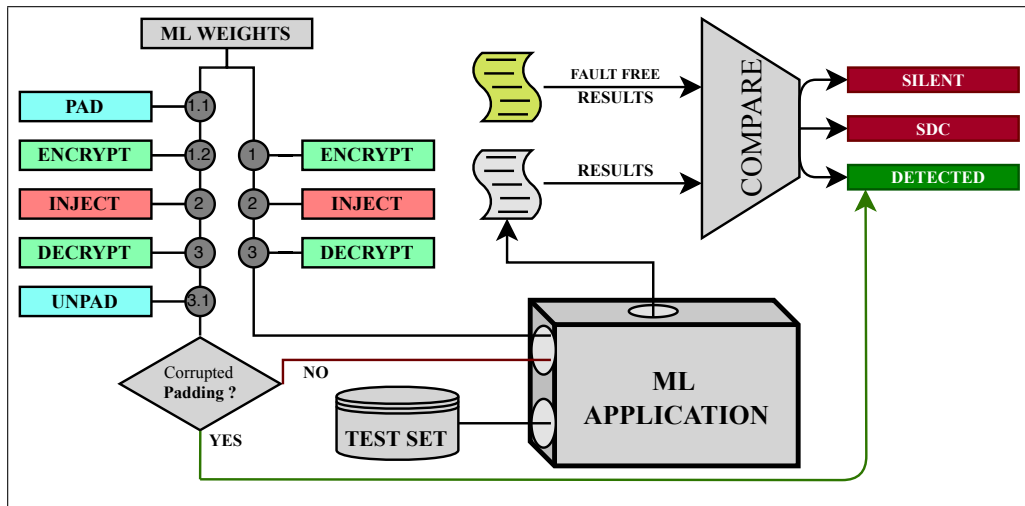 ML WEIGHTS
PAD
1.1
ENCRYPT
1.2
1
ENCRYPT
INJECT
2
2
INJECT
DECRYPT
3
3
DECRYPT
UNPAD
3.1
Corrupted
Padding ?
NO
YES
TEST SET
ML
APPLICATION
FAULT FREE
RESULTS
RESULTS
COMPARE
SILENT
SDC
DETECTED